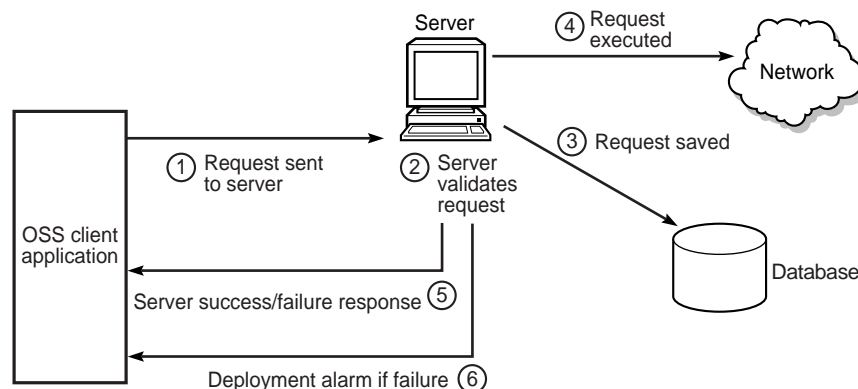 Server
④ Request
executed
Network
① Request sent
to server
② Server
validates
request
③ Request saved
OSS client
application
Database
Server success/failure response ⑤
Deployment alarm if failure ⑥